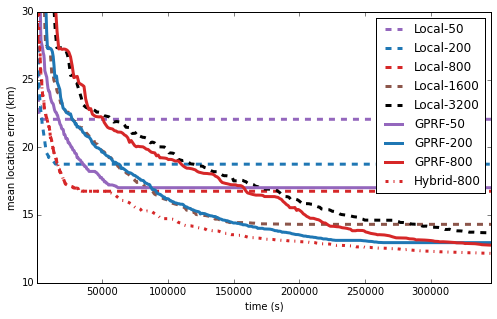 30
25
20
15
10
mean location error (km)
50000
100000
150000
200000
250000
300000
time (s)
Local-50
Local-200
Local-800
Local-1600
Local-3200
GPRF-50
GPRF-200
GPRF-800
Hybrid-800